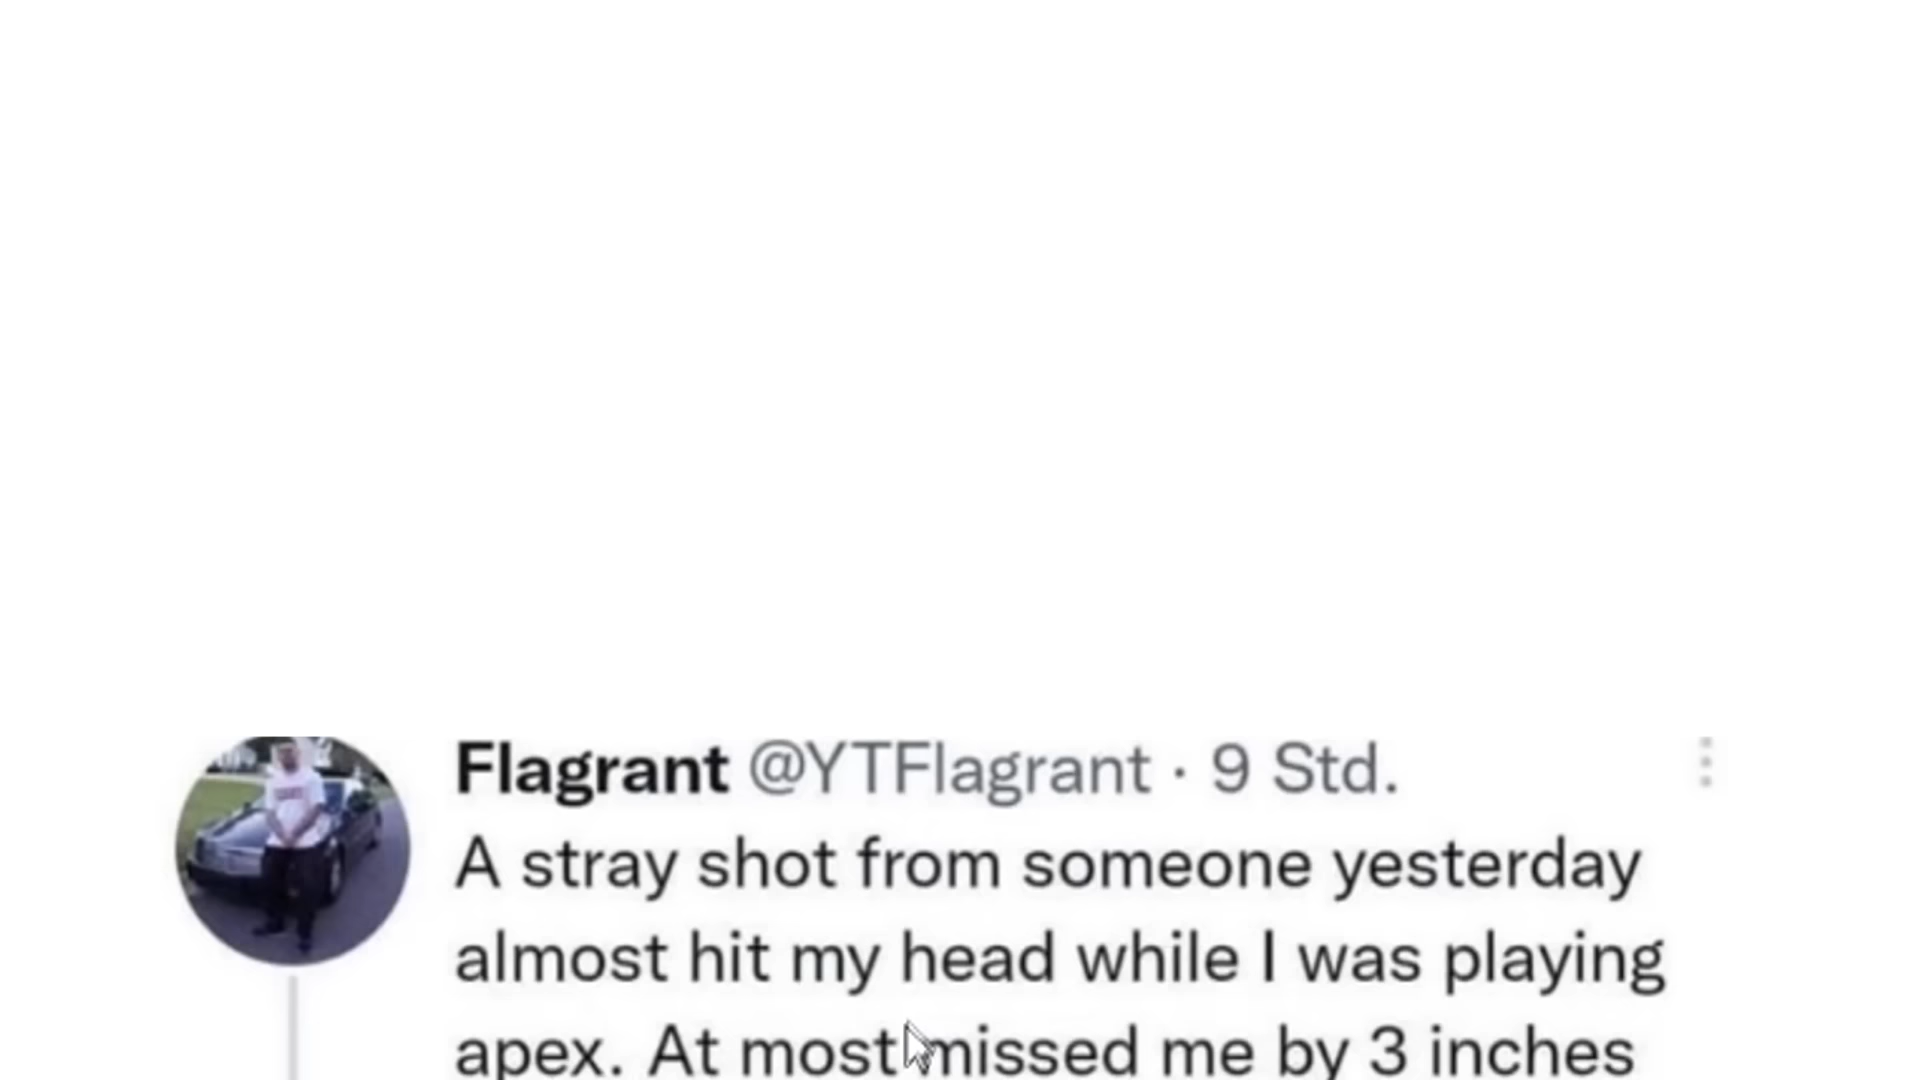 Flagrant @YTFlagrant · 9 Std.
A stray shot from someone yesterday
almost hit my head while I was playing
apex. At most missed me by 3 inches